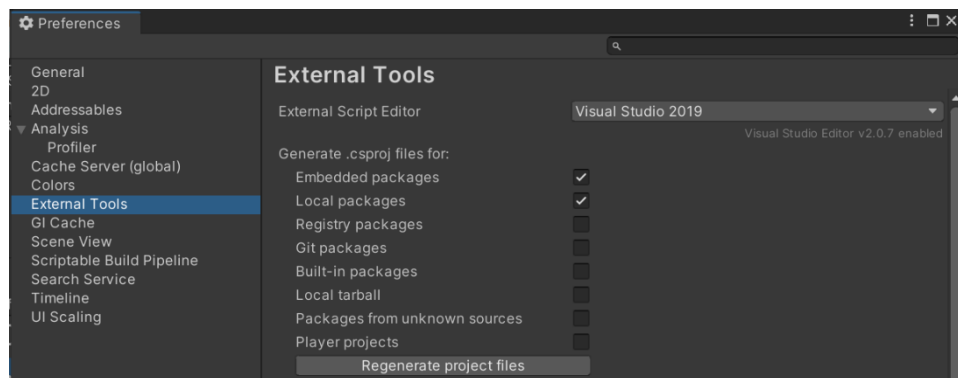 Preferences
General
2D
Addressables
Analysis
Profiler
Cache Server (global)
Colors
External Tools
GI Cache
Scene View
Scriptable Build Pipeline
Search Service
Timeline
UI Scaling
External Tools
External Script Editor Visual Studio 2019
Visual Studio Editor v2.0.7 enabled
Generate .csproj files for:
Embedded packages
Local packages
Registry packages
Git packages
Built-in packages
Local tarball
Packages from unknown sources
Player projects
Regenerate project files